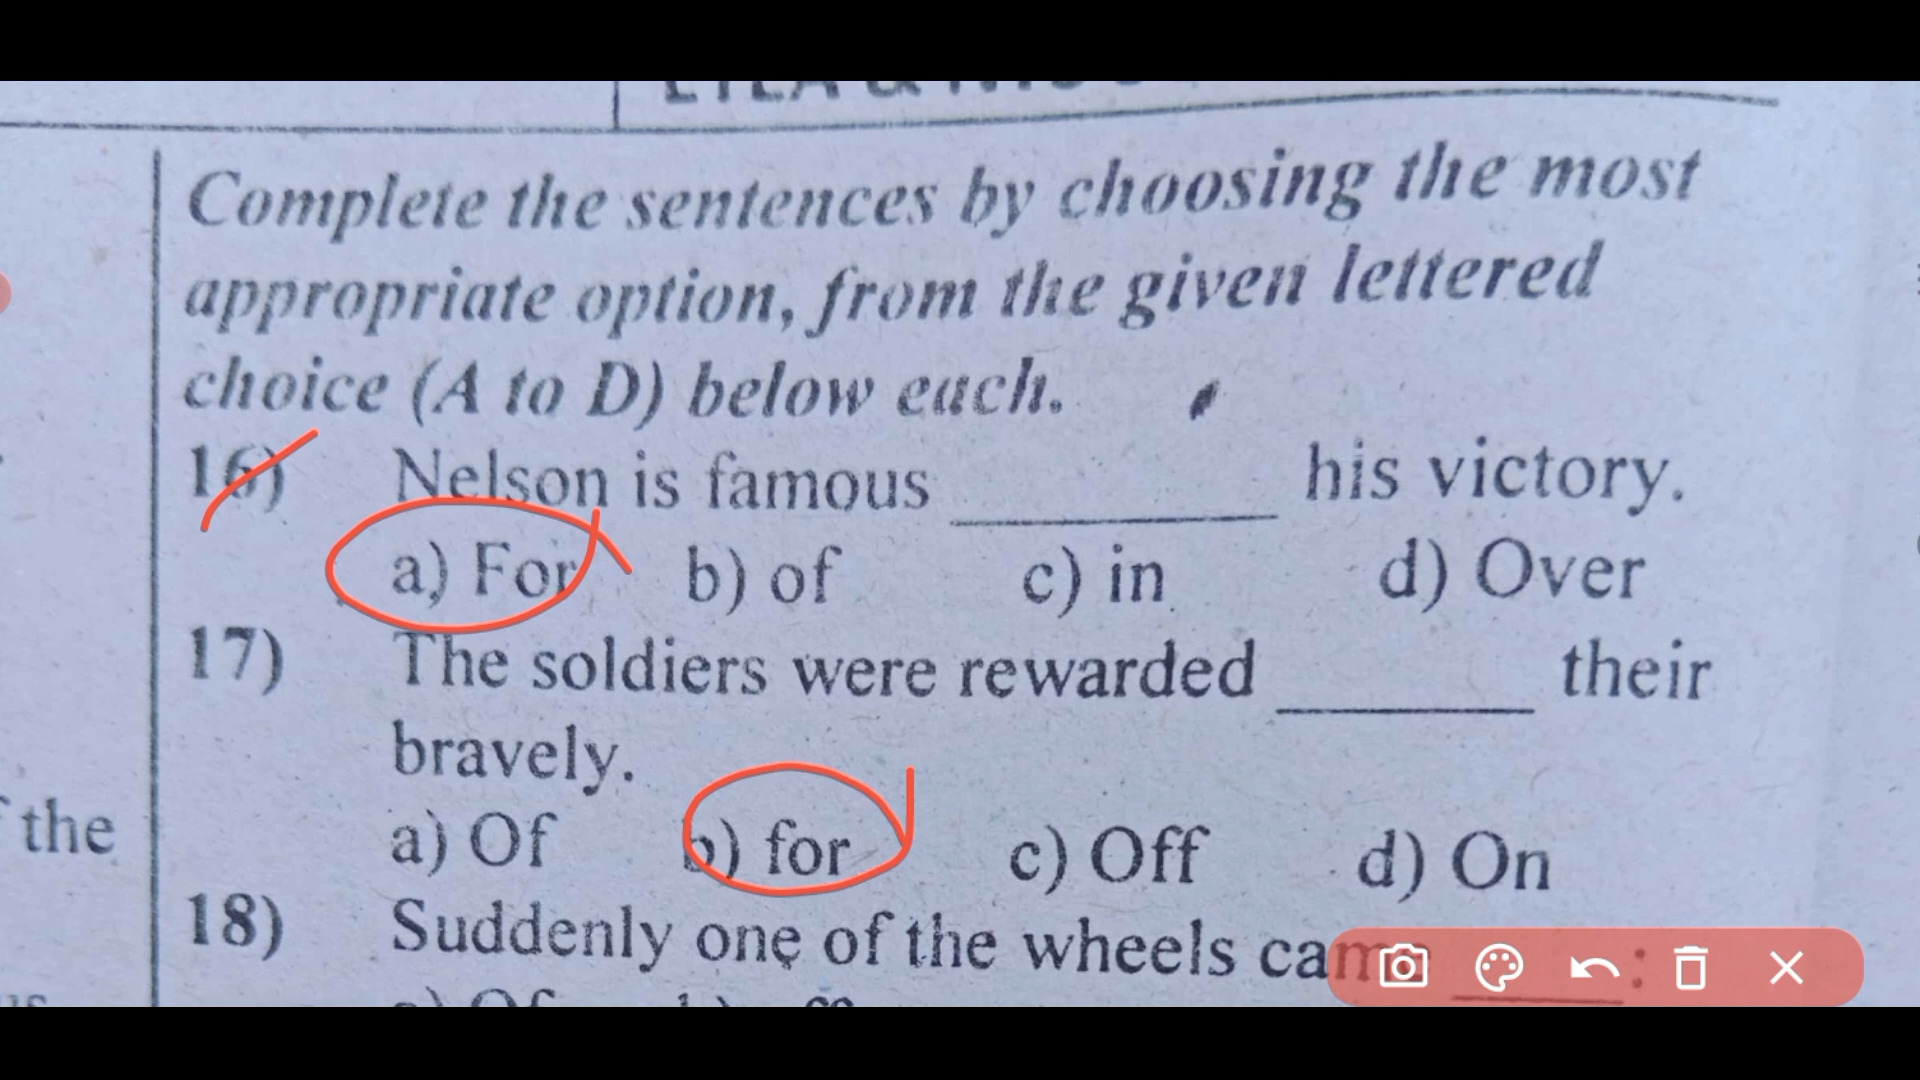 Complete the sentences by choosing the most
appropriate option, from the given lettered
choice (A to D) below each.
16) Nelson is famous ________ his victory.
a) For b) of c) in d) Over
17) The soldiers were rewarded ________ their
bravely.
the
a) Of b) for c) Off d) On
18) Suddenly one of the wheels came ________: